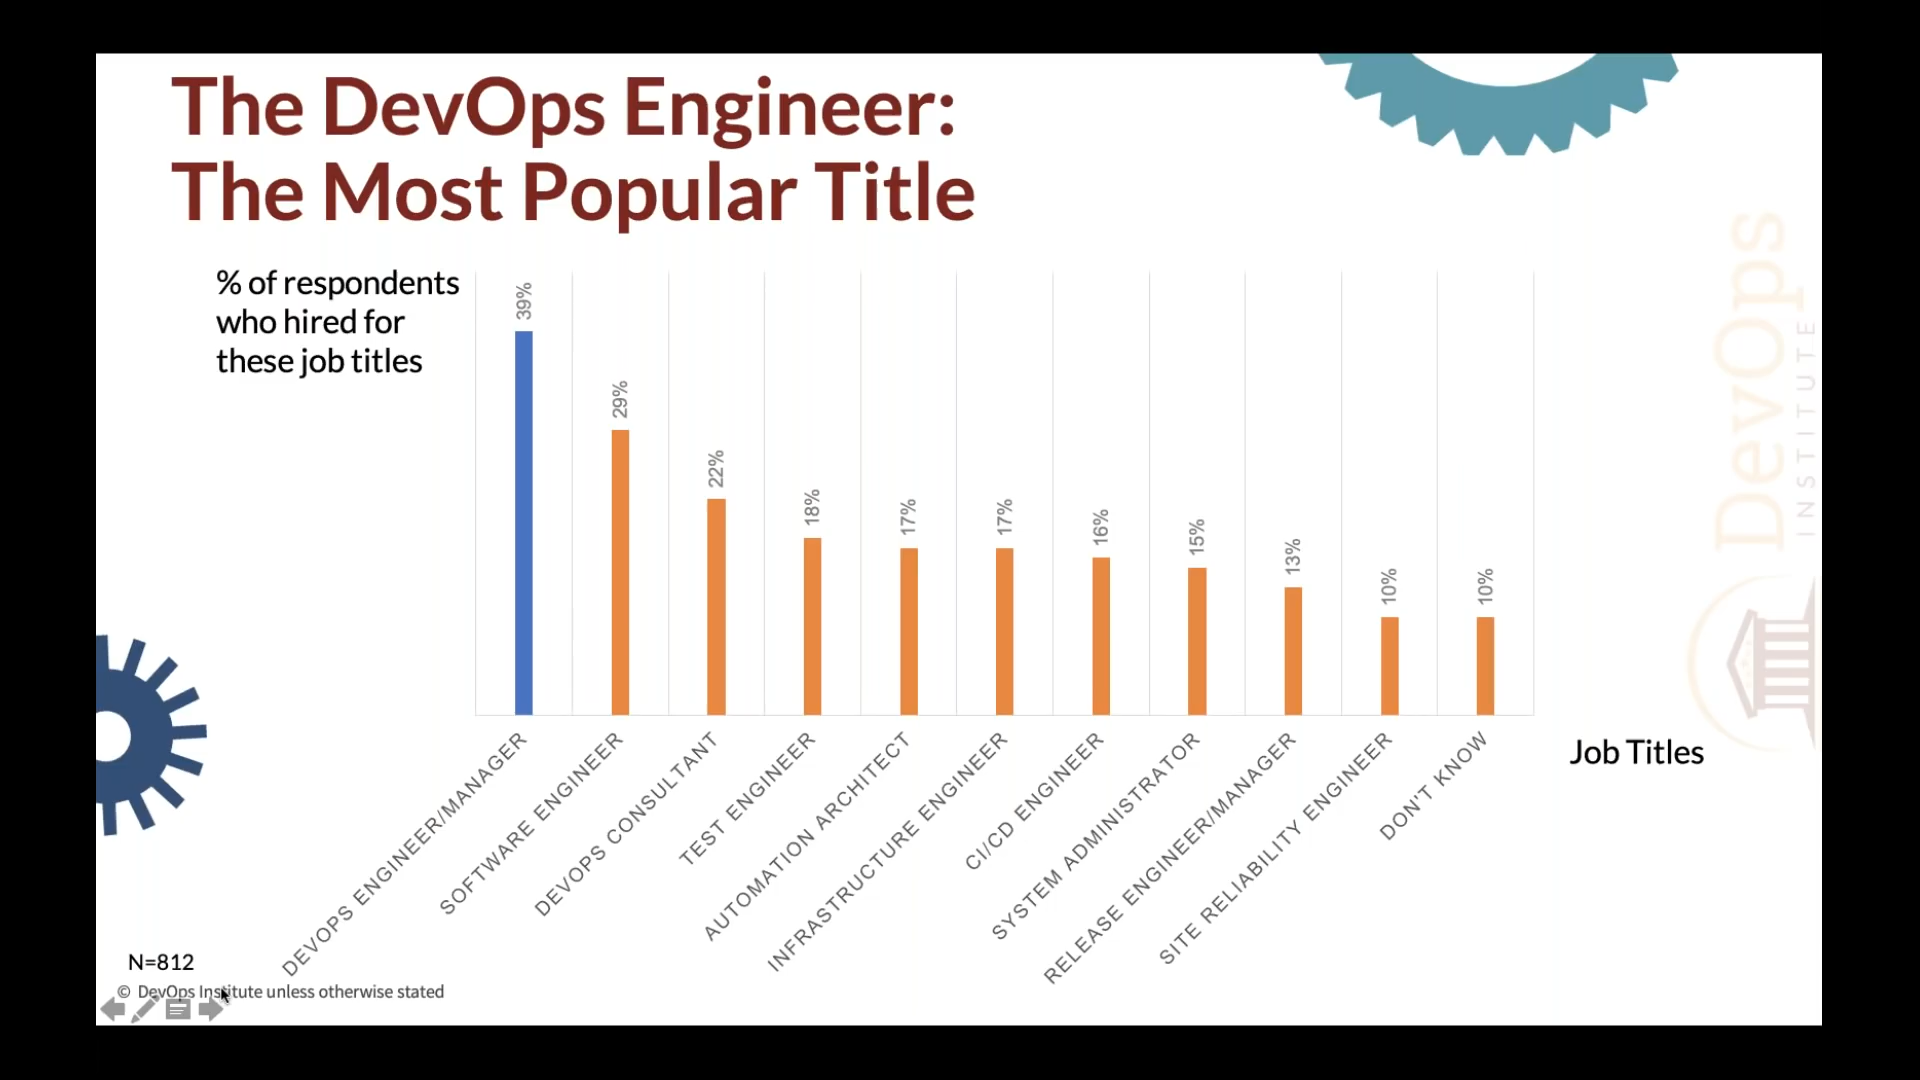 The DevOps Engineer:
The Most Popular Title
% of respondents
who hired for
these job titles
39%
29%
22%
18%
17%
17%
16%
15%
13%
10%
10%
DEVOPS ENGINEER/MANAGER
SOFTWARE ENGINEER
DEVOPS CONSULTANT
TEST ENGINEER
AUTOMATION ARCHITECT
INFRASTRUCTURE ENGINEER
CI/CD ENGINEER
SYSTEM ADMINISTRATOR
RELEASE ENGINEER/MANAGER
SITE RELIABILITY ENGINEER
DON'T KNOW
Job Titles
DevOps
INSTITUTE
N=812
© DevOps Institute unless otherwise stated